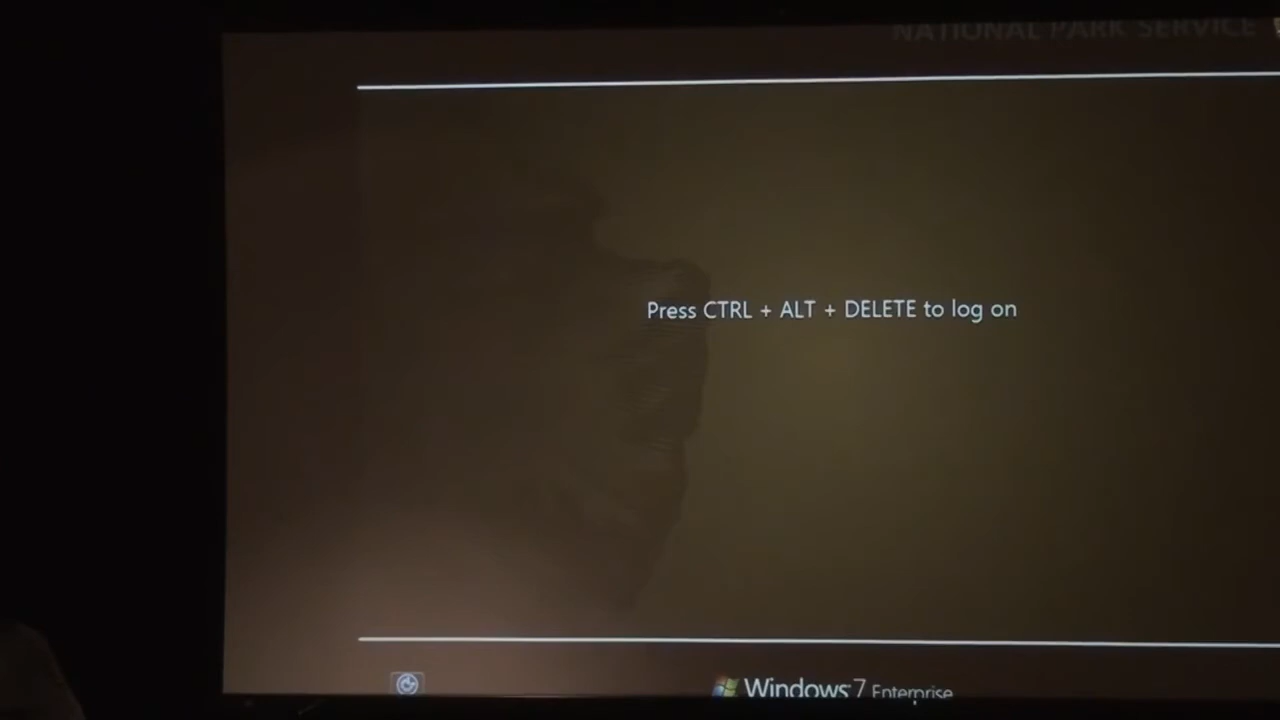 NATIONAL PARK SERVICE
Press CTRL + ALT + DELETE to log on
Windows 7 Enterprise